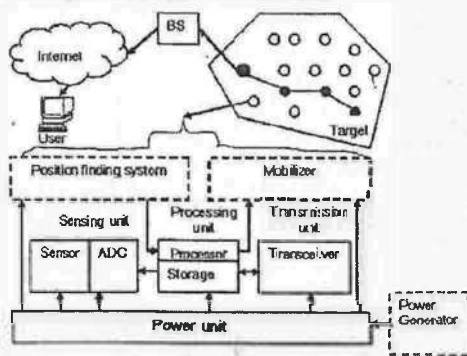 BS
Internet
User
Target
Position finding system
Mobilizer
Sensing unit
Processing unit
Transmission unit
Sensor
ADC
Processor
Storage
Transceiver
Power unit
Power Generator